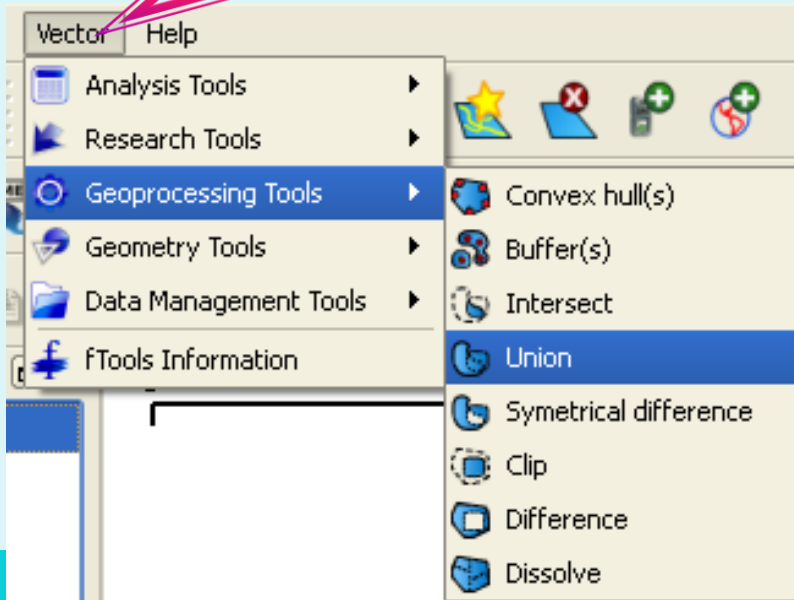 Vector Help
Analysis Tools
Research Tools
Geoprocessing Tools
Geometry Tools
Data Management Tools
fTools Information
Convex hull(s)
Buffer(s)
Intersect
Union
Symetrical difference
Clip
Difference
Dissolve